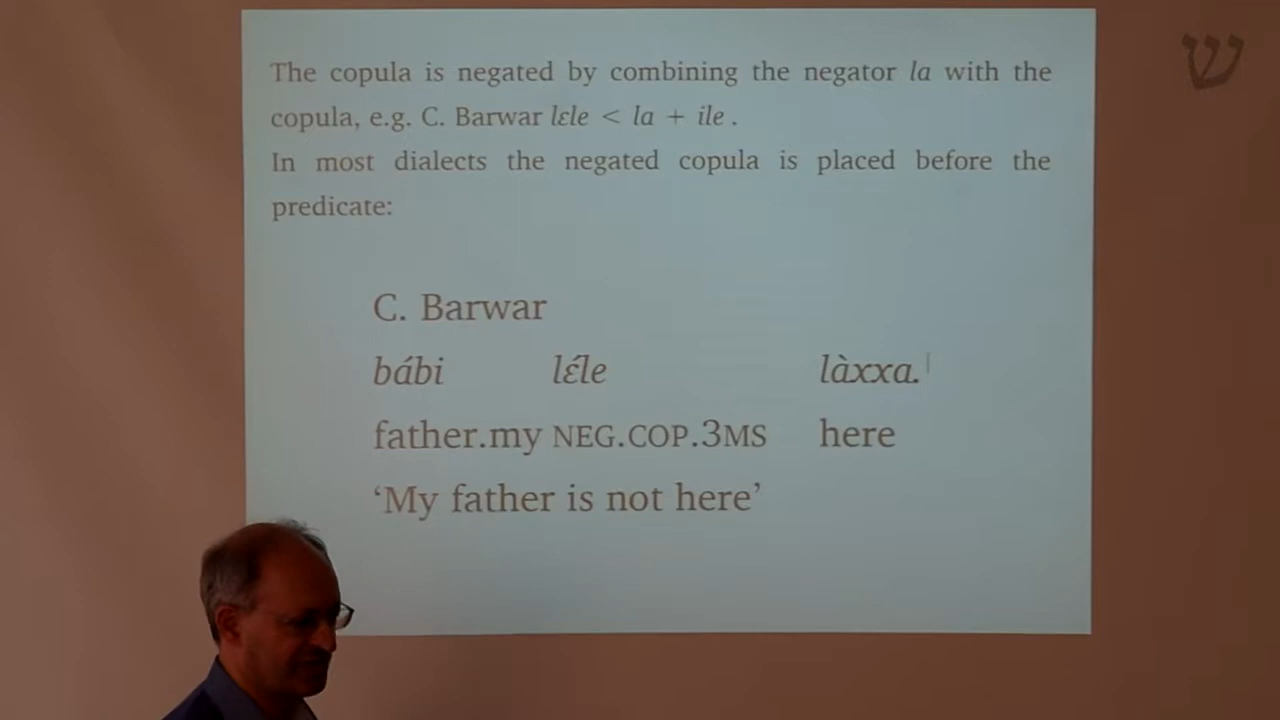 ש
The copula is negated by combining the negator la with the
copula, e.g. C. Barwar lɛle < la + ile .
In most dialects the negated copula is placed before the
predicate:
C. Barwar
bábi lɛ́le làxxa.ˈ
father.my NEG.COP.3MS here
‘My father is not here’